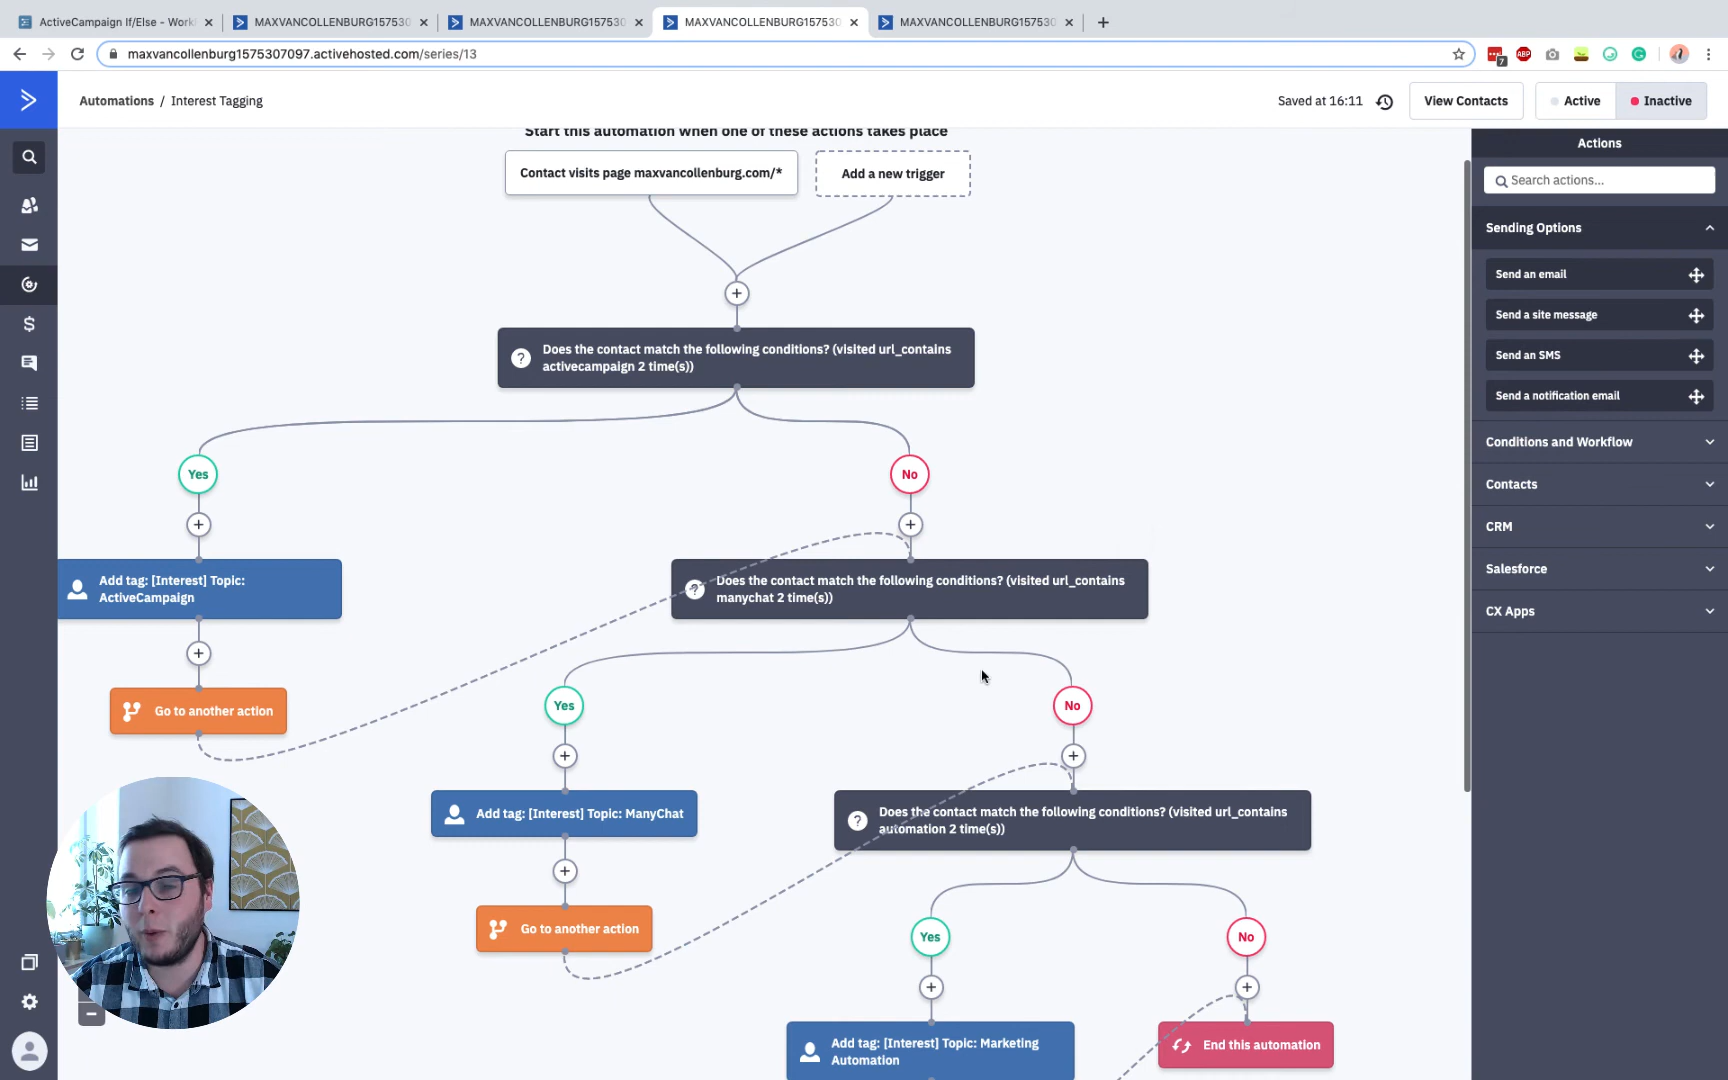 ActiveCampaign If/Else - Work
MAXVANCOLLENBURG157530
MAXVANCOLLENBURG157530
MAXVANCOLLENBURG157530
MAXVANCOLLENBURG157530
maxvancollenburg1575307097.activehosted.com/series/13
7
ABP
Automations / Interest Tagging
Saved at 16:11
View Contacts
Active
Inactive
Start this automation when one of these actions takes place
Contact visits page maxvancollenburg.com/*
Add a new trigger
Does the contact match the following conditions? (visited url_contains
activecampaign 2 time(s))
Yes
No
Add tag: [Interest] Topic:
ActiveCampaign
Does the contact match the following conditions? (visited url_contains
manychat 2 time(s))
Go to another action
Yes
No
Add tag: [Interest] Topic: ManyChat
Does the contact match the following conditions? (visited url_contains
automation 2 time(s))
Go to another action
Yes
No
Add tag: [Interest] Topic: Marketing
Automation
End this automation
Actions
Search actions...
Sending Options
Send an email
Send a site message
Send an SMS
Send a notification email
Conditions and Workflow
Contacts
CRM
Salesforce
CX Apps